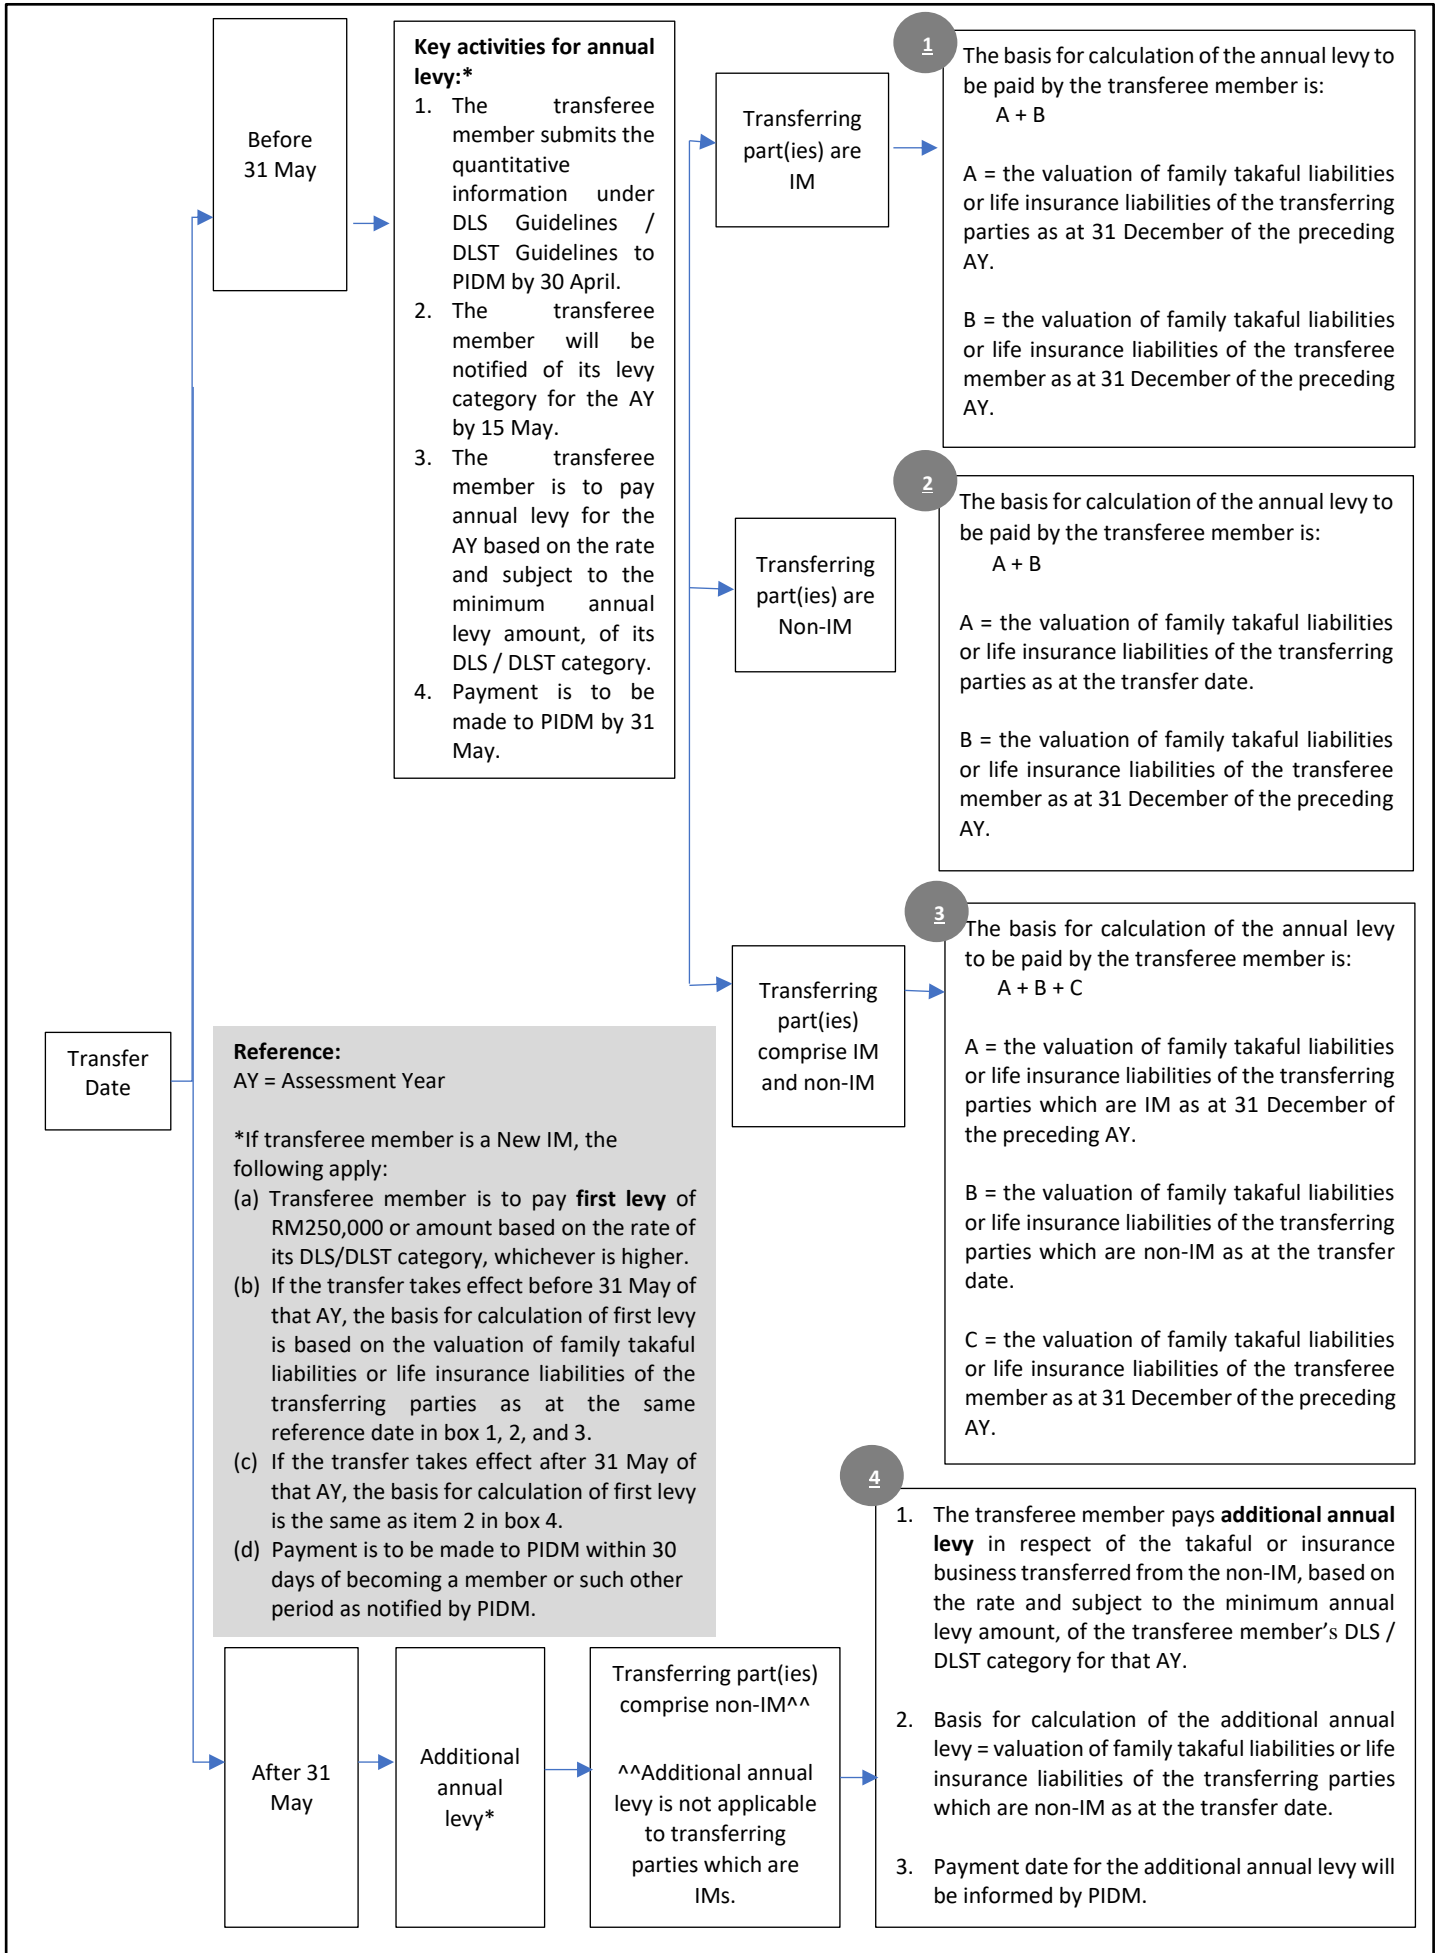 Before
31 May
Key activities for annual
levy:*
1. The transferee
member submits the
quantitative
information under
DLS Guidelines /
DLST Guidelines to
PIDM by 30 April.
2. The transferee
member will be
notified of its levy
category for the AY
by 15 May.
3. The transferee
member is to pay
annual levy for the
AY based on the rate
and subject to the
minimum annual
levy amount, of its
DLS / DLST category.
4. Payment is to be
made to PIDM by 31
May.
Transferring
part(ies) are
IM
1
The basis for calculation of the annual levy to
be paid by the transferee member is:
A + B
A = the valuation of family takaful liabilities
or life insurance liabilities of the transferring
parties as at 31 December of the preceding
AY.
B = the valuation of family takaful liabilities
or life insurance liabilities of the transferee
member as at 31 December of the preceding
AY.
Transferring
part(ies) are
Non-IM
2
The basis for calculation of the annual levy to
be paid by the transferee member is:
A + B
A = the valuation of family takaful liabilities
or life insurance liabilities of the transferring
parties as at the transfer date.
B = the valuation of family takaful liabilities
or life insurance liabilities of the transferee
member as at 31 December of the preceding
AY.
Transferring
part(ies)
comprise IM
and non-IM
3
The basis for calculation of the annual levy
to be paid by the transferee member is:
A + B + C
A = the valuation of family takaful liabilities
or life insurance liabilities of the transferring
parties which are IM as at 31 December of
the preceding AY.
B = the valuation of family takaful liabilities
or life insurance liabilities of the transferring
parties which are non-IM as at the transfer
date.
C = the valuation of family takaful liabilities
or life insurance liabilities of the transferee
member as at 31 December of the preceding
AY.
Transfer
Date
Reference:
AY = Assessment Year
*If transferee member is a New IM, the
following apply:
(a) Transferee member is to pay first levy of
RM250,000 or amount based on the rate of
its DLS/DLST category, whichever is higher.
(b) If the transfer takes effect before 31 May of
that AY, the basis for calculation of first levy
is based on the valuation of family takaful
liabilities or life insurance liabilities of the
transferring parties as at the same
reference date in box 1, 2, and 3.
(c) If the transfer takes effect after 31 May of
that AY, the basis for calculation of first levy
is the same as item 2 in box 4.
(d) Payment is to be made to PIDM within 30
days of becoming a member or such other
period as notified by PIDM.
After 31
May
Additional
annual
levy*
Transferring part(ies)
comprise non-IM^^
^^Additional annual
levy is not applicable
to transferring
parties which are
IMs.
4
1. The transferee member pays additional annual
levy in respect of the takaful or insurance
business transferred from the non-IM, based on
the rate and subject to the minimum annual
levy amount, of the transferee member's DLS /
DLST category for that AY.
2. Basis for calculation of the additional annual
levy = valuation of family takaful liabilities or life
insurance liabilities of the transferring parties
which are non-IM as at the transfer date.
3. Payment date for the additional annual levy will
be informed by PIDM.